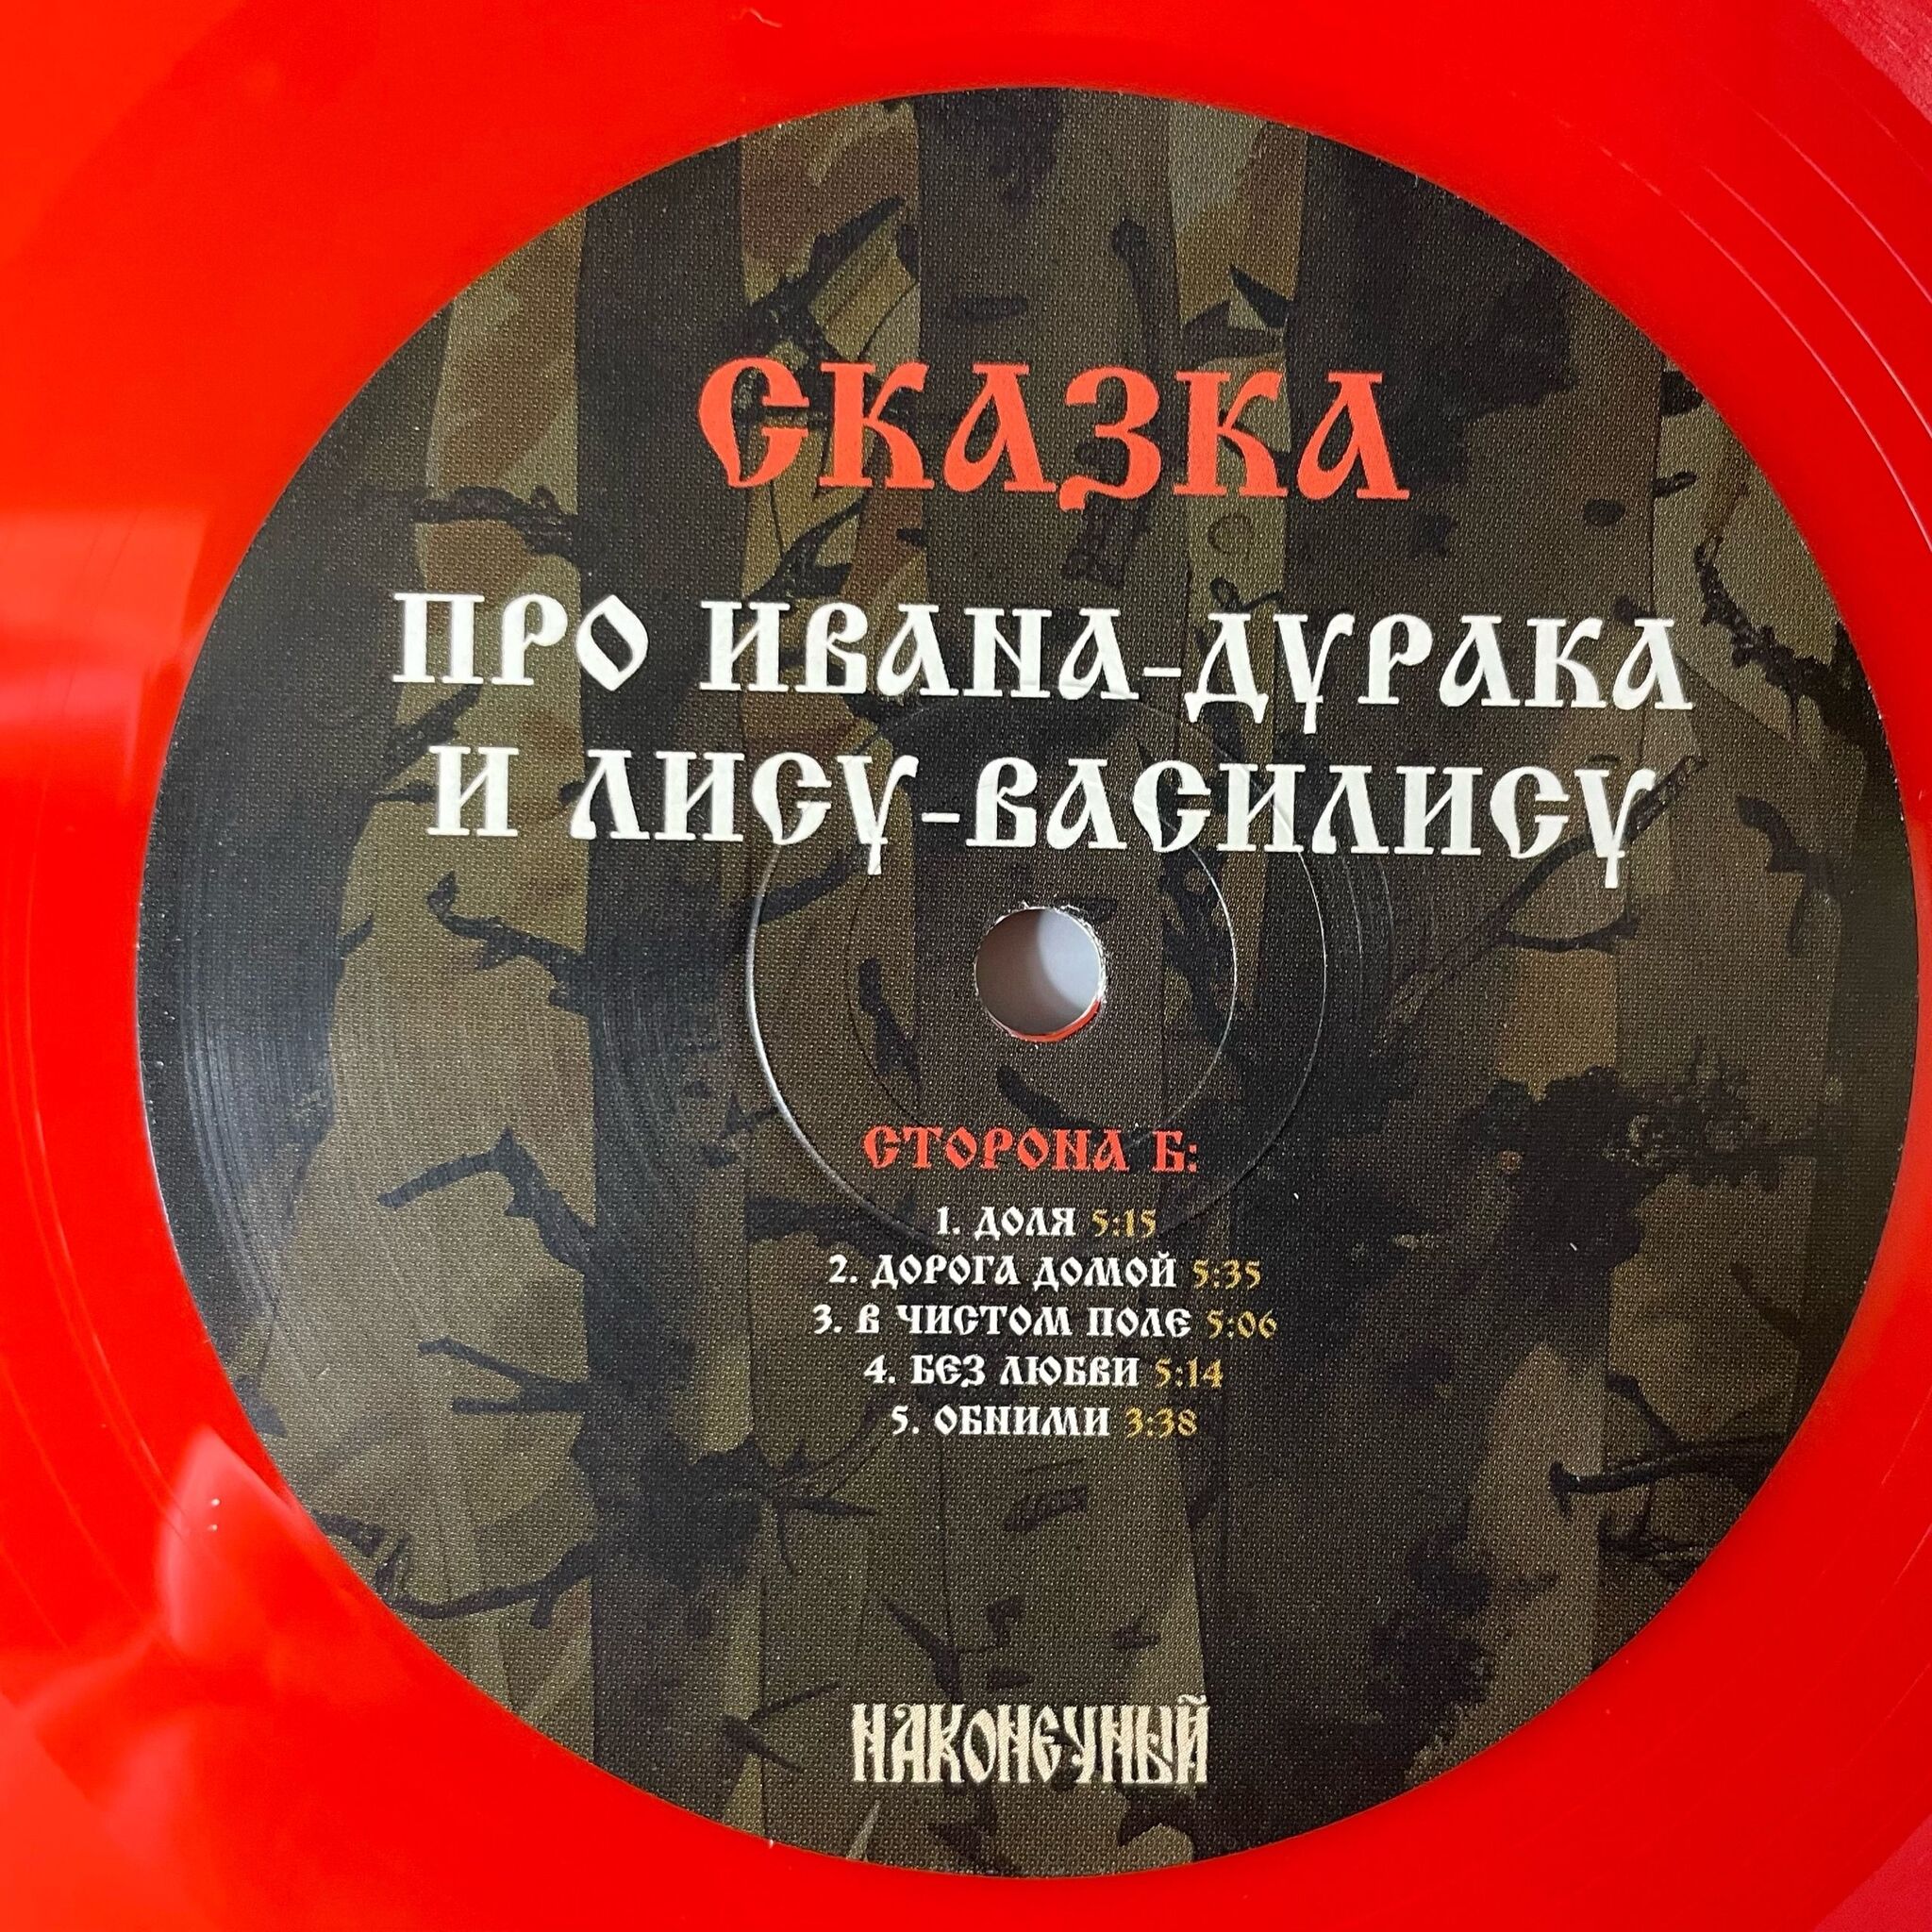 СКАЗКА
ПРО ИВАНА-ДУРАКА
И ЛИСУ-ВАСИЛИСУ
СТОРОНА Б:
1. ДОЛЯ 5:15
2. ДОРОГА ДОМОЙ 5:35
3. В ЧИСТОМ ПОЛЕ 5:06
4. БЕЗ ЛЮБВИ 5:14
5. ОБНИМИ 3:38
НАКОНЕЧНЫЙ